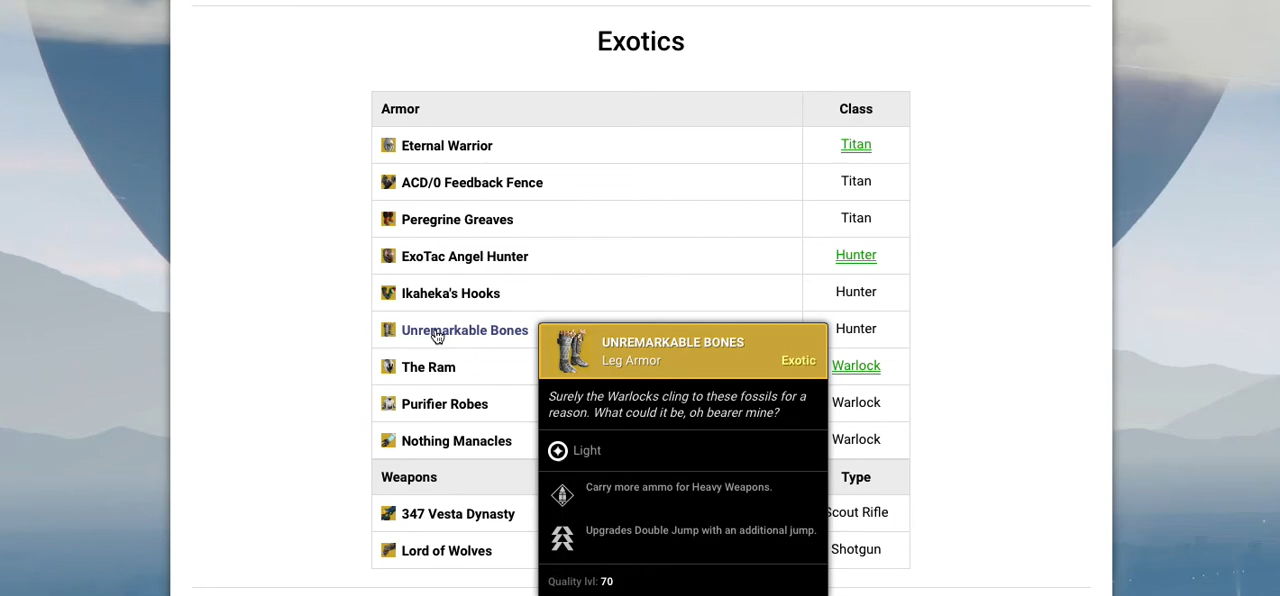 Exotics
Armor Class
Eternal Warrior Titan
ACD/0 Feedback Fence Titan
Peregrine Greaves Titan
ExoTac Angel Hunter Hunter
Ikaheka's Hooks Hunter
Unremarkable Bones Hunter
The Ram Warlock
Purifier Robes Warlock
Nothing Manacles Warlock
Weapons Type
347 Vesta Dynasty Scout Rifle
Lord of Wolves Shotgun
UNREMARKABLE BONES
Leg Armor Exotic
Surely the Warlocks cling to these fossils for a
reason. What could it be, oh bearer mine?
Light
Carry more ammo for Heavy Weapons.
Upgrades Double Jump with an additional jump.
Quality lvl: 70